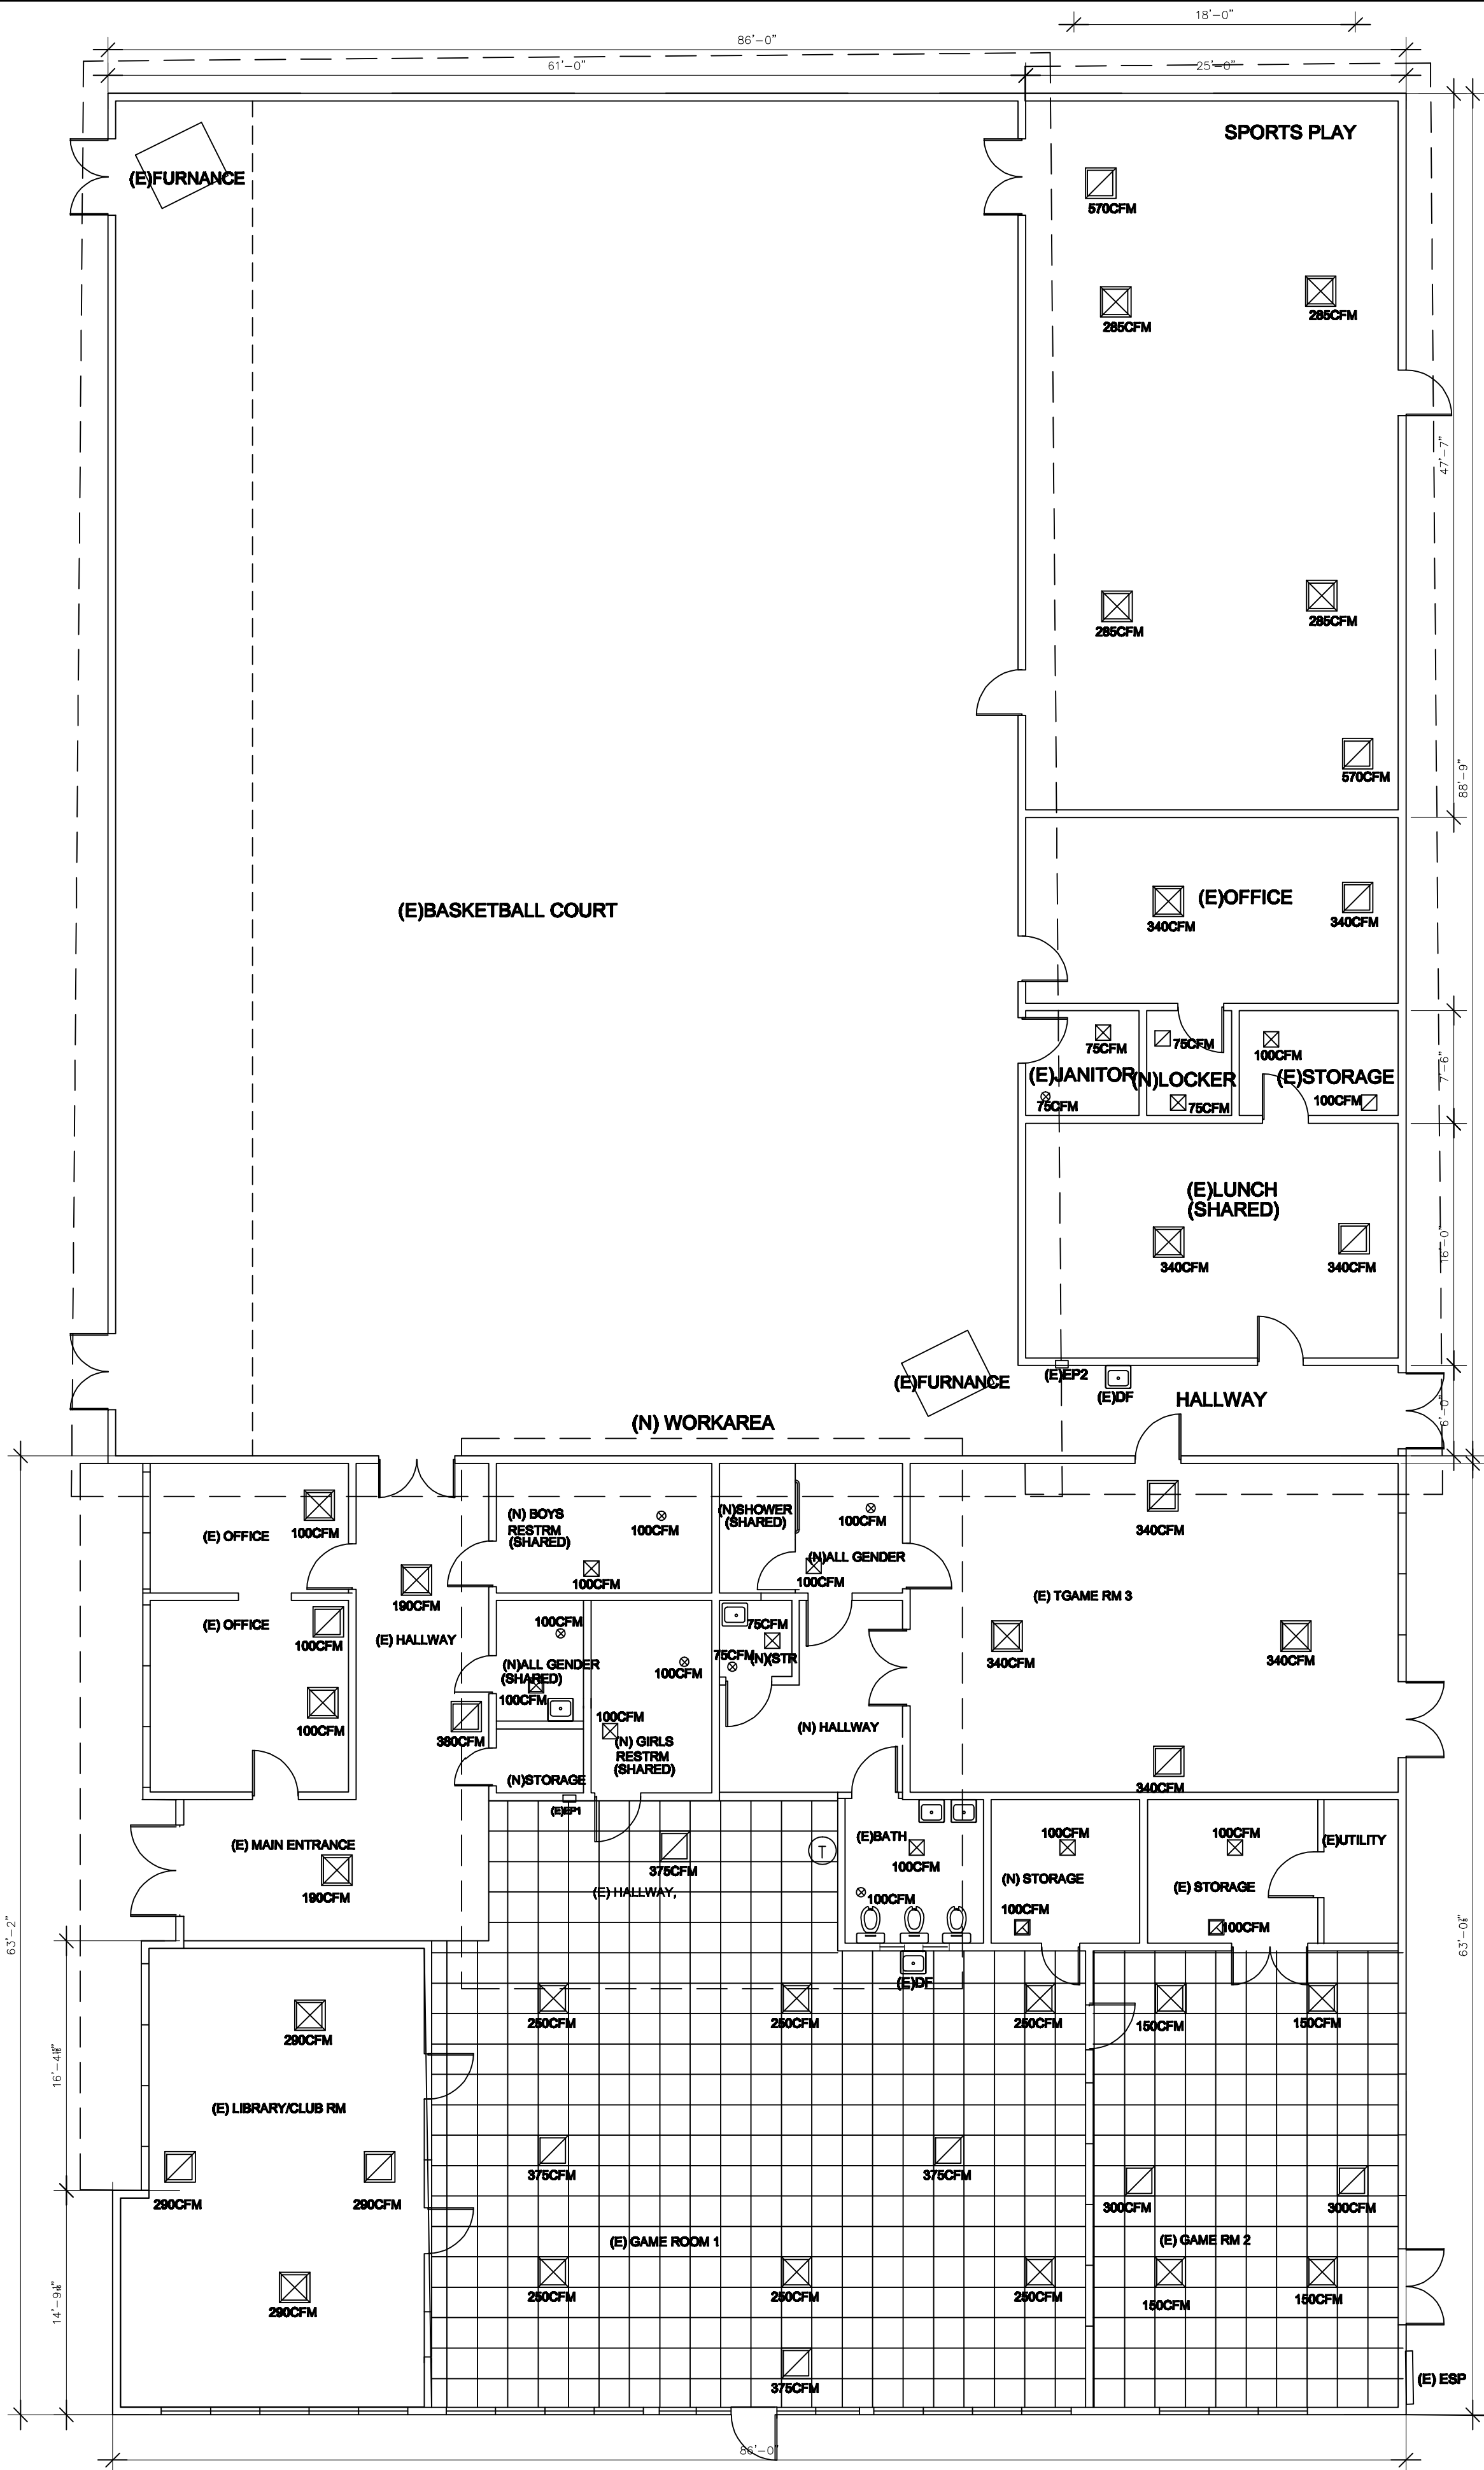 18'-0"
86'-0"
61'-0"
25'-0"
SPORTS PLAY
(E)FURNANCE
570CFM
285CFM
285CFM
47'-7"
285CFM
285CFM
570CFM
88'-9"
(E)BASKETBALL COURT
(E)OFFICE
340CFM
340CFM
75CFM
75CFM
100CFM
7'-6"
(E)JANITOR
(N)LOCKER
(E)STORAGE
75CFM
75CFM
100CFM
(E)LUNCH
(SHARED)
16'-0"
340CFM
340CFM
(E)FURNANCE
(E)EP2
(E)DF
HALLWAY
6'-0"
(N) WORKAREA
(E) OFFICE
100CFM
(N) BOYS
RESTRM
(SHARED)
100CFM
100CFM
(N)SHOWER
(SHARED)
100CFM
(N)ALL GENDER
100CFM
340CFM
(E) TGAME RM 3
190CFM
(E) OFFICE
100CFM
(E) HALLWAY
100CFM
(N)ALL GENDER
(SHARED)
100CFM
100CFM
75CFM
75CFM
(N)(STR
340CFM
340CFM
100CFM
380CFM
100CFM
(N) GIRLS
RESTRM
(SHARED)
(N) HALLWAY
(N)STORAGE
340CFM
(E)EP1
(E) MAIN ENTRANCE
190CFM
375CFM
(E) HALLWAY,
T
(E)BATH
100CFM
100CFM
100CFM
(N) STORAGE
100CFM
100CFM
(E) STORAGE
100CFM
(E)UTILITY
63'-2"
63'-0
(E)DF
290CFM
250CFM
250CFM
250CFM
150CFM
150CFM
16'-4
(E) LIBRARY/CLUB RM
290CFM
290CFM
375CFM
375CFM
300CFM
300CFM
(E) GAME ROOM 1
(E) GAME RM 2
14'-9
290CFM
250CFM
250CFM
250CFM
150CFM
150CFM
375CFM
(E) ESP
86'-0"